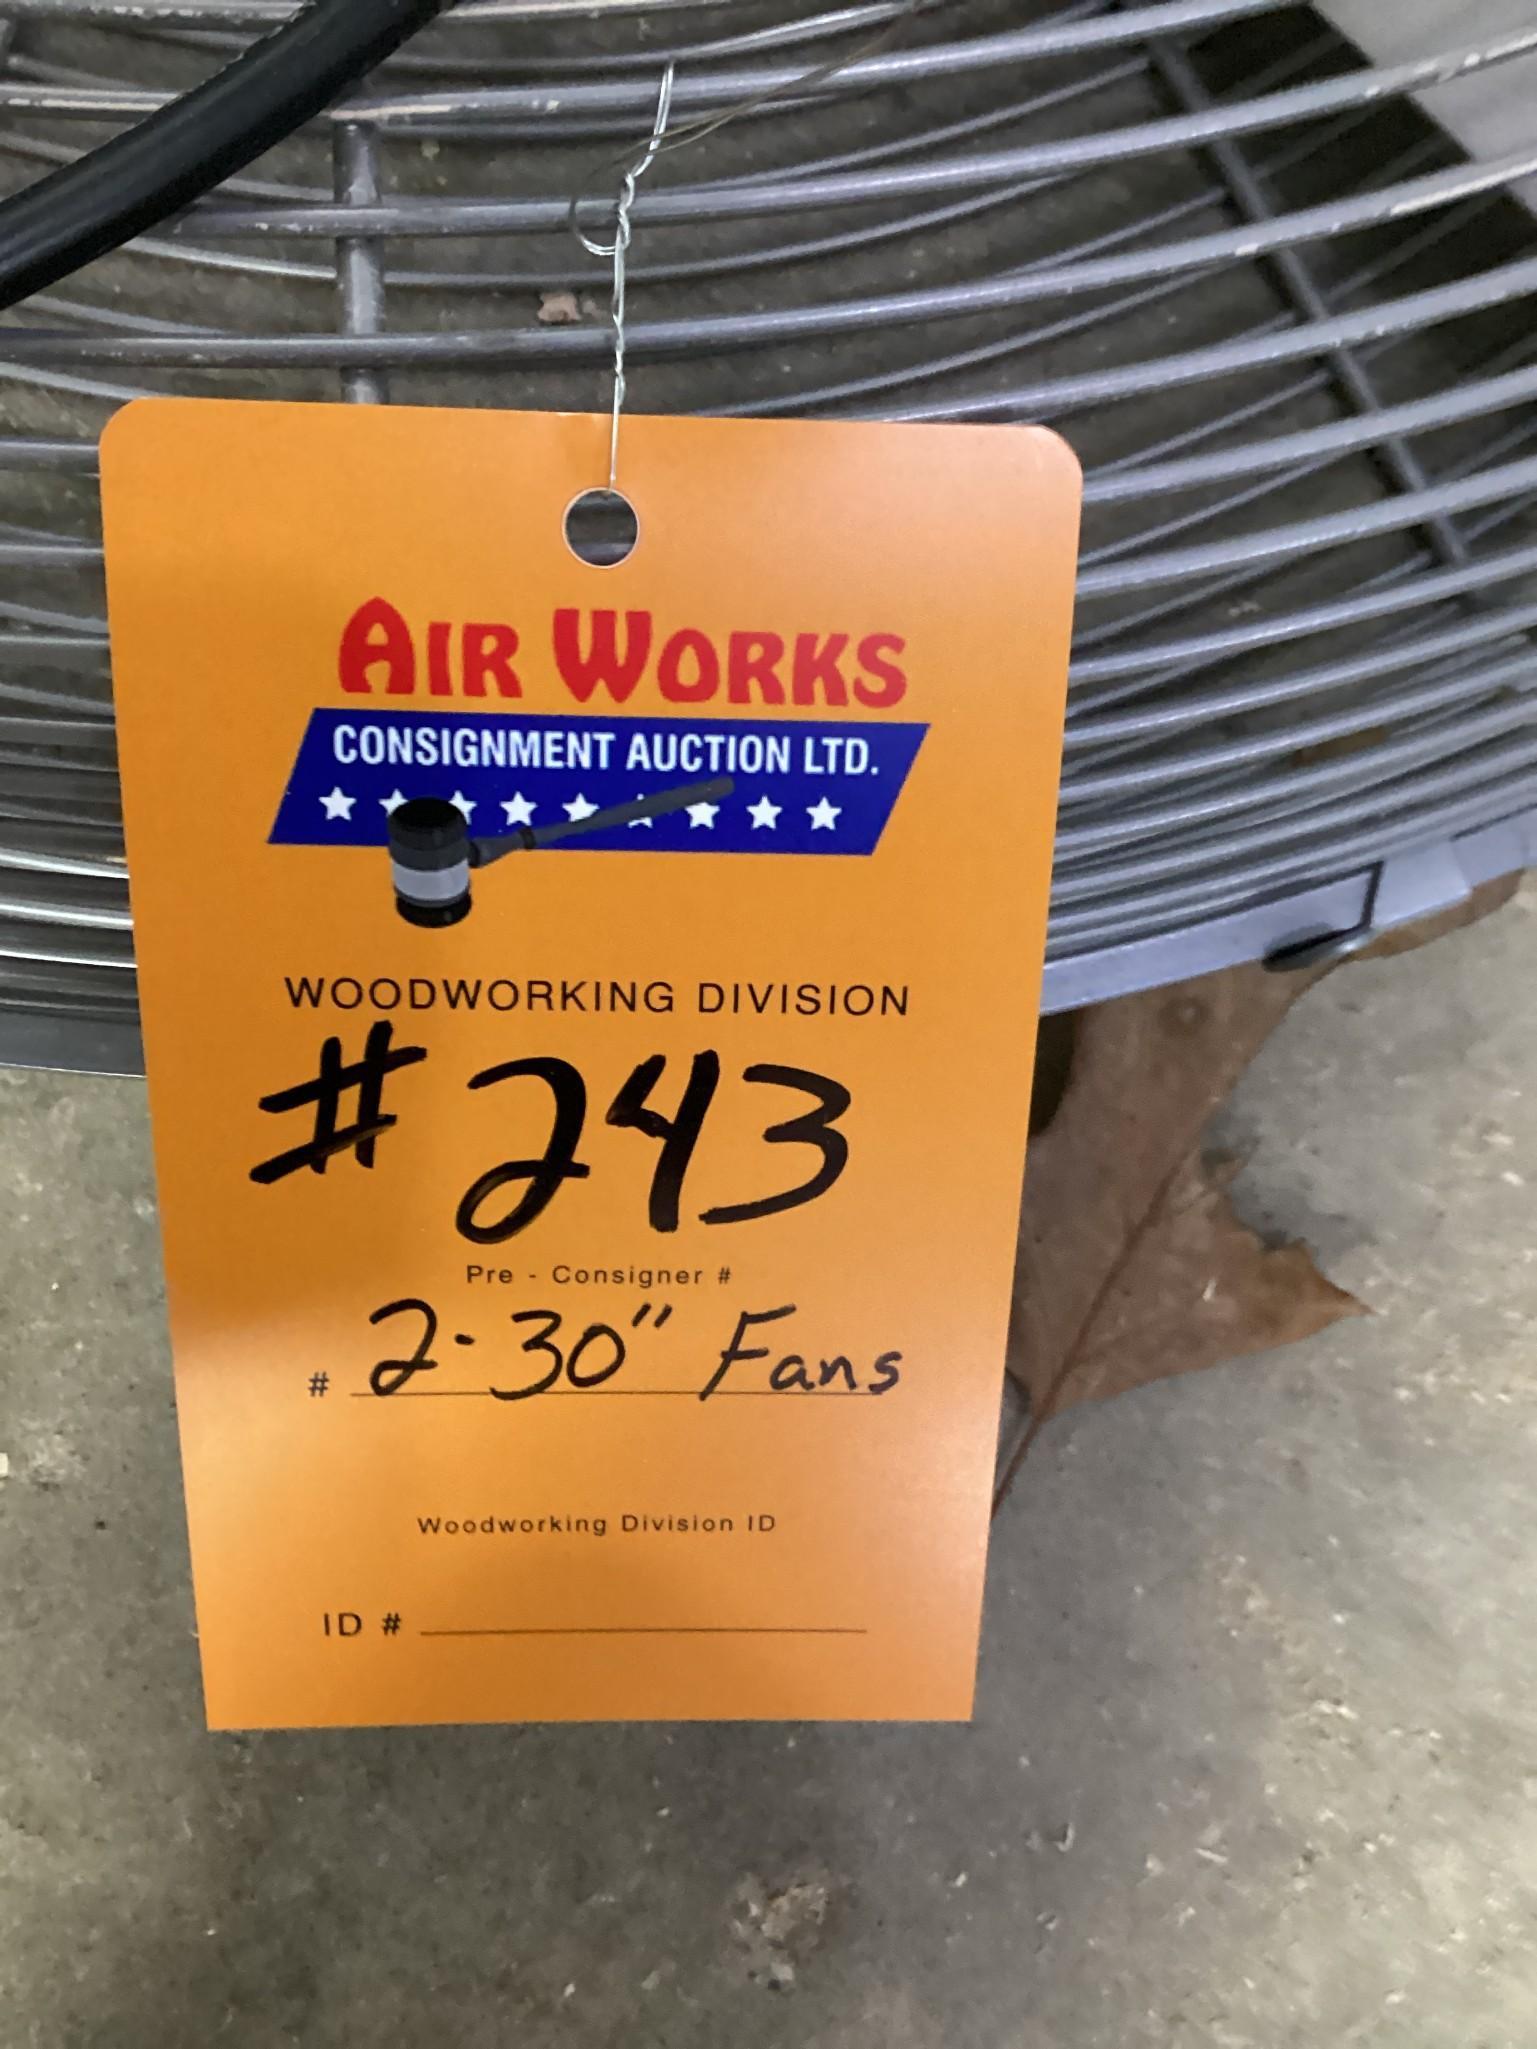 AIR WORKS
CONSIGNMENT AUCTION LTD.
WOODWORKING DIVISION
# 243
Pre - Consigner #
# 2-30" Fans
Woodworking Division ID
ID #